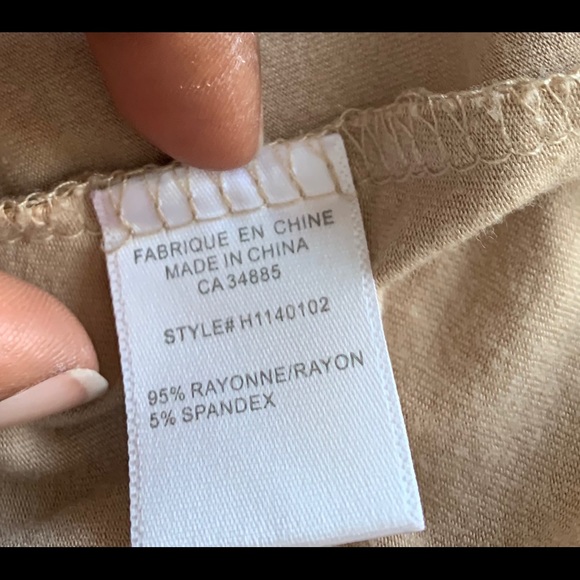 FABRIQUE EN CHINE
MADE IN CHINA
CA 34885
STYLE# H1140102
95% RAYONNE/RAYON
5% SPANDEX